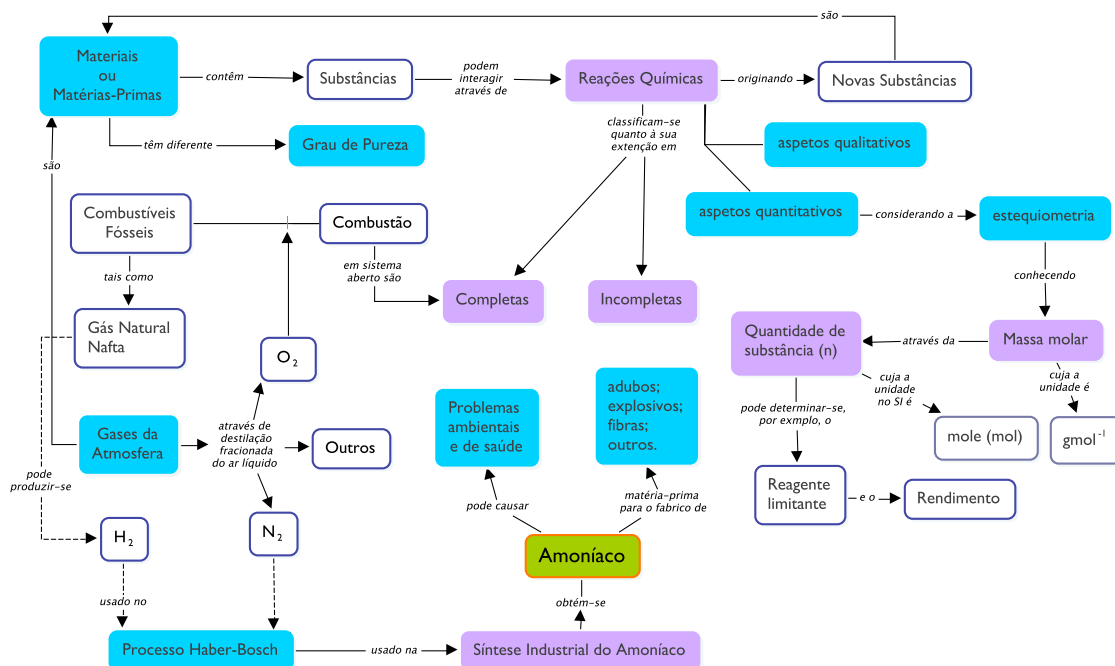 são
Materiais
ou
Matérias-Primas
contêm
Substâncias
podem
interagir
através de
Reações Químicas
originando
Novas Substâncias
têm diferente
Grau de Pureza
classificam-se
quanto à sua
extenção em
aspetos qualitativos
são
Combustíveis
Fósseis
Combustão
aspetos quantitativos
considerando a
estequiometria
tais como
em sistema
aberto são
Completas
Incompletas
conhecendo
Gás Natural
Nafta
O2
Quantidade de
substância (n)
através da
Massa molar
cuja a
unidade
no SI é
cuja a
unidade é
Problemas
ambientais
e de saúde
adubos;
explosivos;
fibras;
outros.
pode determinar-se,
por exmplo, o
mole (mol)
gmol-1
Gases da
Atmosfera
através de
destilação
fracionada
do ar líquido
Outros
pode
produzir-se
Reagente
limitante
e o
Rendimento
pode causar
matéria-prima
para o fabrico de
H2
N2
Amoníaco
usado no
obtém-se
Processo Haber-Bosch
usado na
Síntese Industrial do Amoníaco